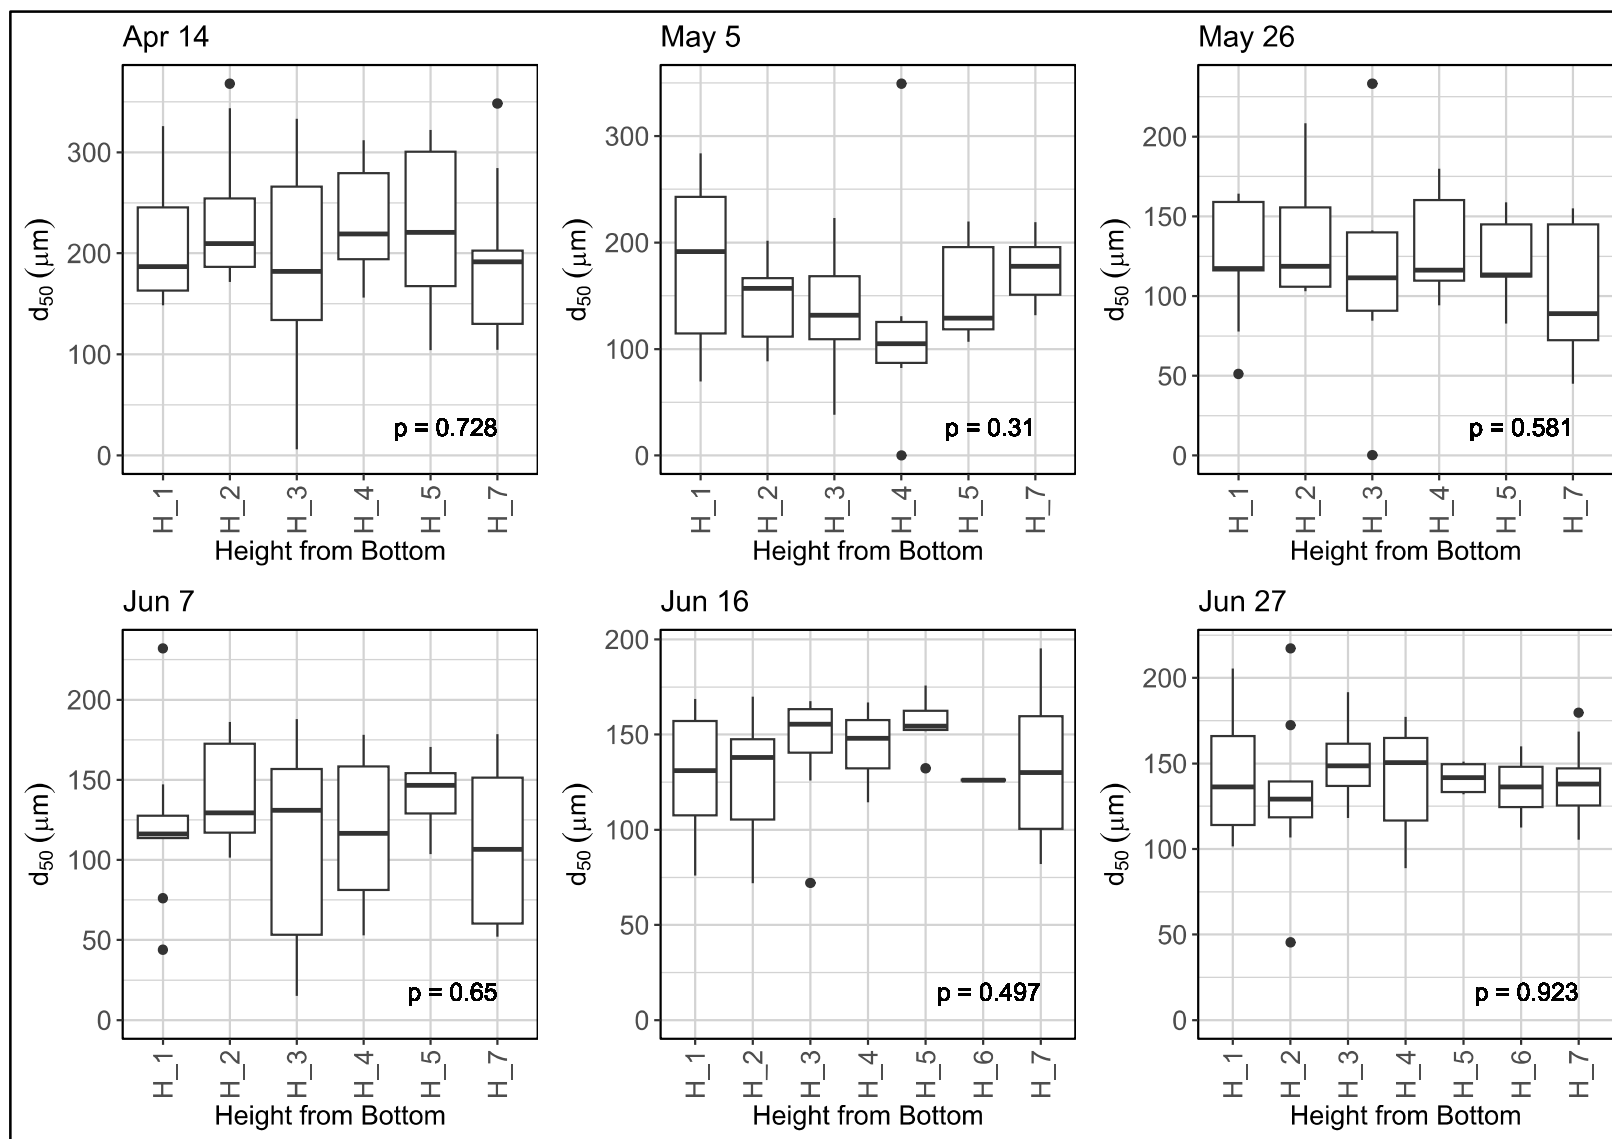 Apr 14
300
200
100
0
d50 (μm)
p = 0.728
H_1
H_2
H_3
H_4
H_5
H_7
Height from Bottom
May 5
300
200
100
0
d50 (μm)
p = 0.31
H_1
H_2
H_3
H_4
H_5
H_7
Height from Bottom
May 26
200
150
100
50
0
d50 (μm)
p = 0.581
H_1
H_2
H_3
H_4
H_5
H_7
Height from Bottom
Jun 7
200
150
100
50
0
d50 (μm)
p = 0.65
H_1
H_2
H_3
H_4
H_5
H_7
Height from Bottom
Jun 16
200
150
100
50
0
d50 (μm)
p = 0.497
H_1
H_2
H_3
H_4
H_5
H_6
H_7
Height from Bottom
Jun 27
200
150
100
50
0
d50 (μm)
p = 0.923
H_1
H_2
H_3
H_4
H_5
H_6
H_7
Height from Bottom